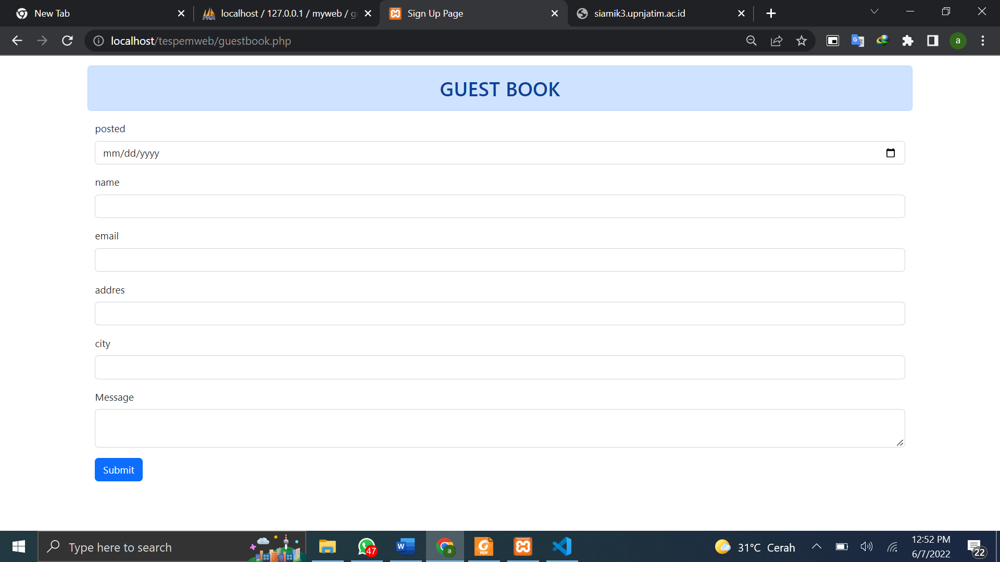 New Tab
localhost / 127.0.0.1 / myweb / g
Sign Up Page
siamik3.upnjatim.ac.id
localhost/tespemweb/guestbook.php
a
GUEST BOOK
posted
mm/dd/yyyy
name
email
addres
city
Message
Submit
Type here to search
47
W
a
PDF
31°C Cerah
12:52 PM
6/7/2022
22